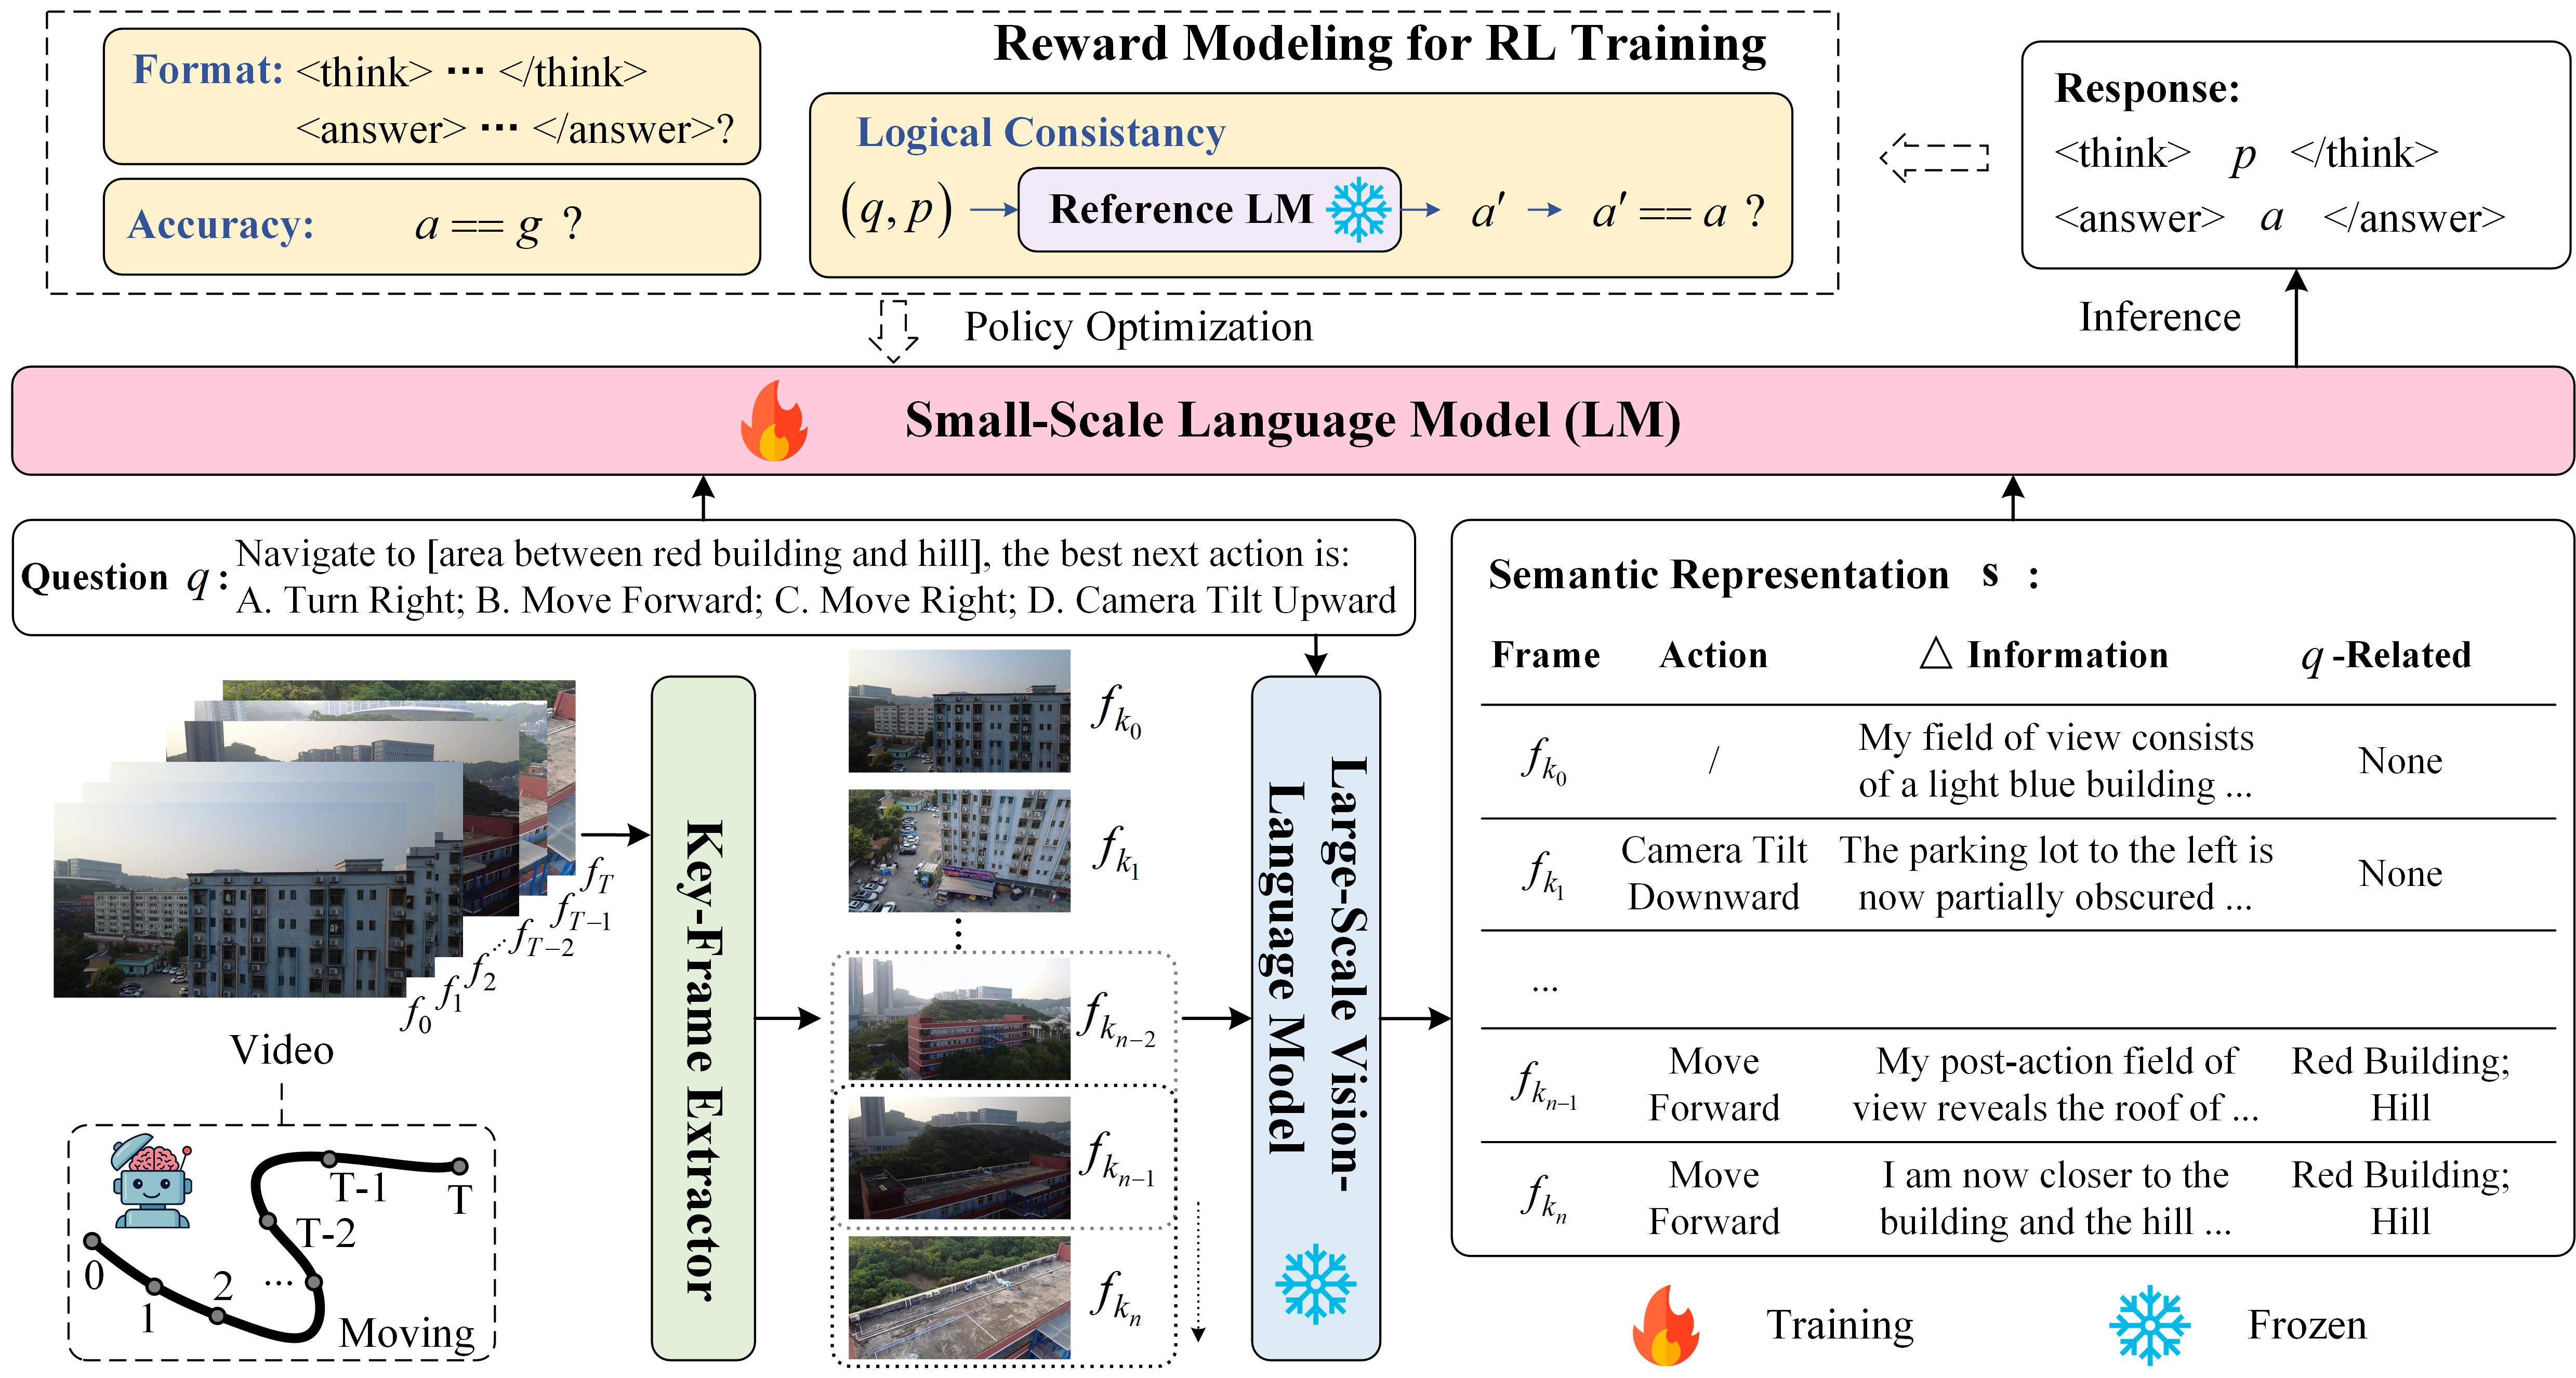 Reward Modeling for RL Training
Format: <think> ··· </think>
<answer> ··· </answer>?
Accuracy: a == g ?
Logical Consistancy
(q, p) Reference LM a′ a′ == a ?
Response:
<think> p </think>
<answer> a </answer>
Policy Optimization
Inference
Small-Scale Language Model (LM)
Question q : Navigate to [area between red building and hill], the best next action is:
A. Turn Right; B. Move Forward; C. Move Right; D. Camera Tilt Upward
f_0 f_1 f_2 ... f_{T-2} f_{T-1} f_T
Video
0 1 2 ... T-2 T-1 T
Moving
Key-Frame Extractor
f_{k_0}
f_{k_1}
⋮
f_{k_{n-2}}
f_{k_{n-1}}
f_{k_n}
Large-Scale Vision-
Language Model
Semantic Representation s :
Frame Action △ Information q -Related
f_{k_0} / My field of view consists
of a light blue building ... None
f_{k_1} Camera Tilt
Downward The parking lot to the left is
now partially obscured ... None
...
f_{k_{n-1}} Move
Forward My post-action field of
view reveals the roof of ... Red Building;
Hill
f_{k_n} Move
Forward I am now closer to the
building and the hill ... Red Building;
Hill
Training
Frozen